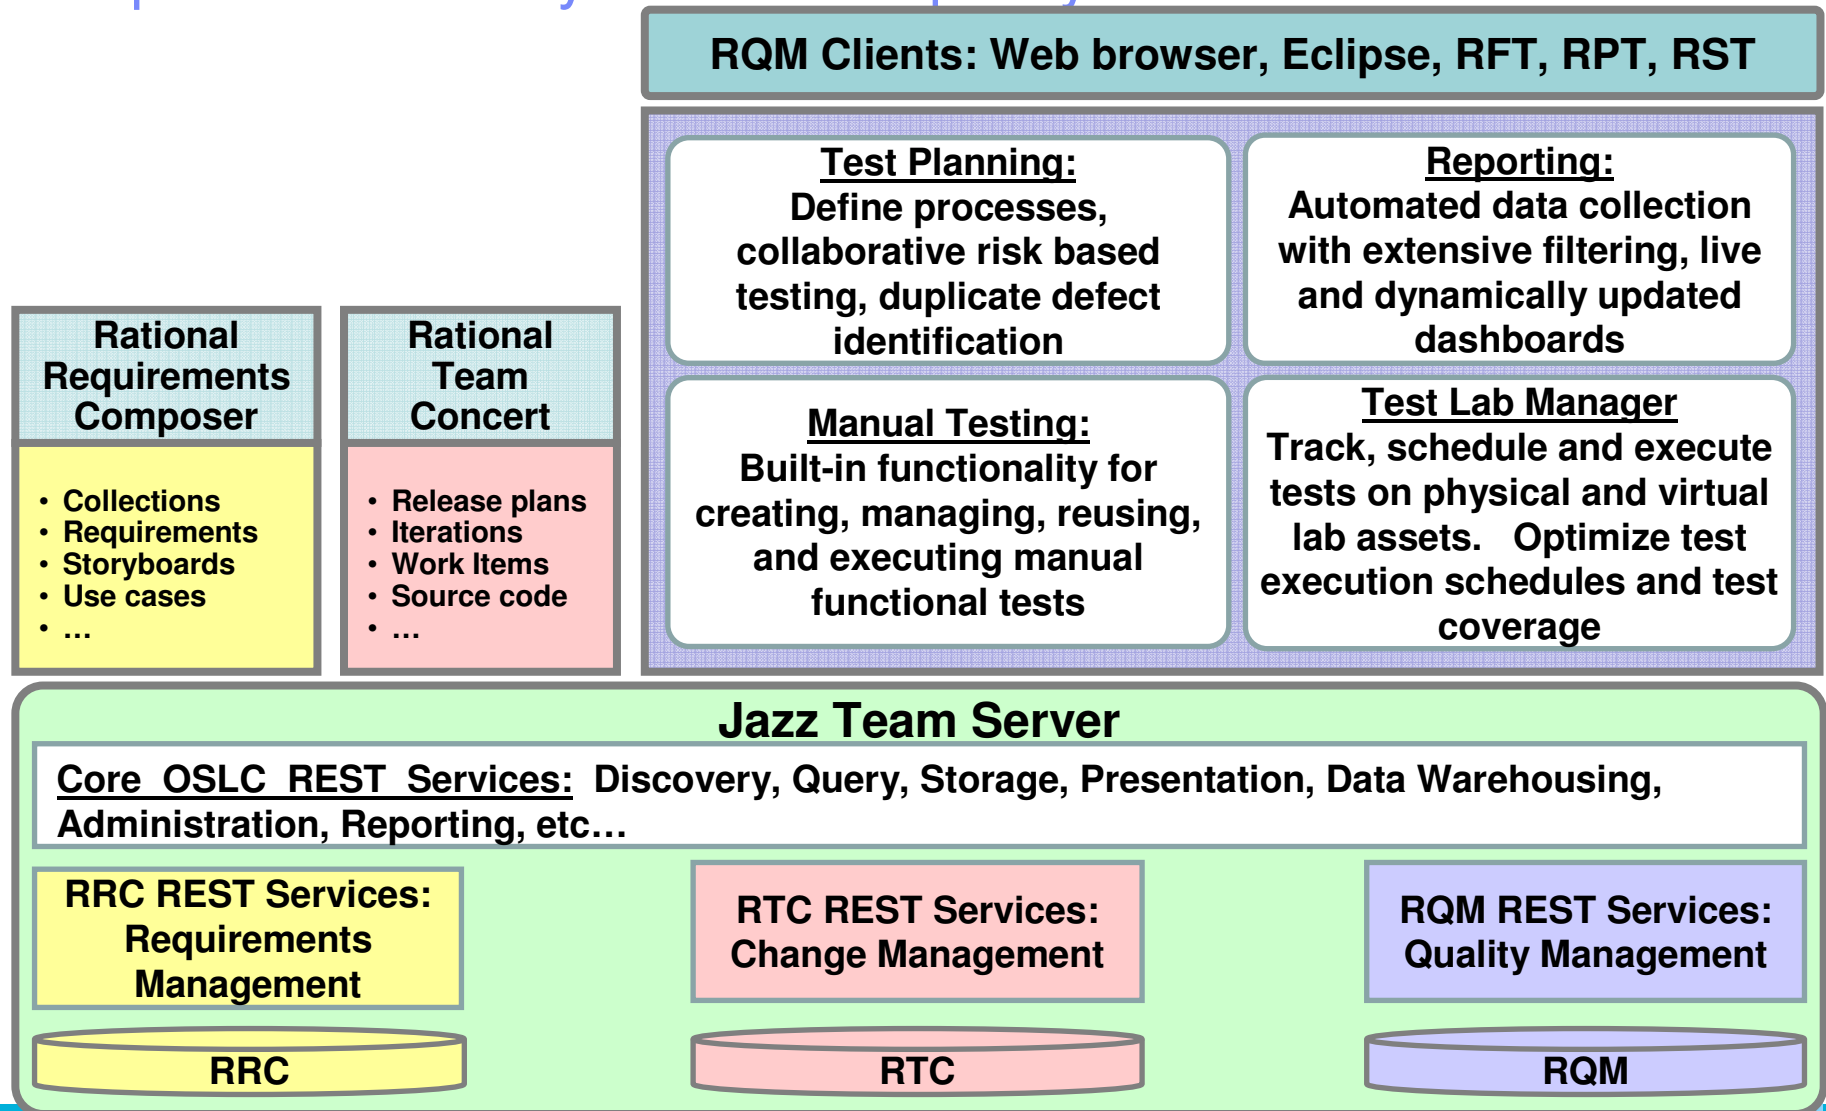 RQM Clients: Web browser, Eclipse, RFT, RPT, RST
Test Planning:
Define processes,
collaborative risk based
testing, duplicate defect
identification
Reporting:
Automated data collection
with extensive filtering, live
and dynamically updated
dashboards
Rational
Requirements
Composer
• Collections
• Requirements
• Storyboards
• Use cases
• …
Rational
Team
Concert
• Release plans
• Iterations
• Work Items
• Source code
• …
Manual Testing:
Built-in functionality for
creating, managing, reusing,
and executing manual
functional tests
Test Lab Manager
Track, schedule and execute
tests on physical and virtual
lab assets.   Optimize test
execution schedules and test
coverage
Jazz Team Server
Core OSLC REST Services: Discovery, Query, Storage, Presentation, Data Warehousing,
Administration, Reporting, etc…
RRC REST Services:
Requirements
Management
RTC REST Services:
Change Management
RQM REST Services:
Quality Management
RRC
RTC
RQM